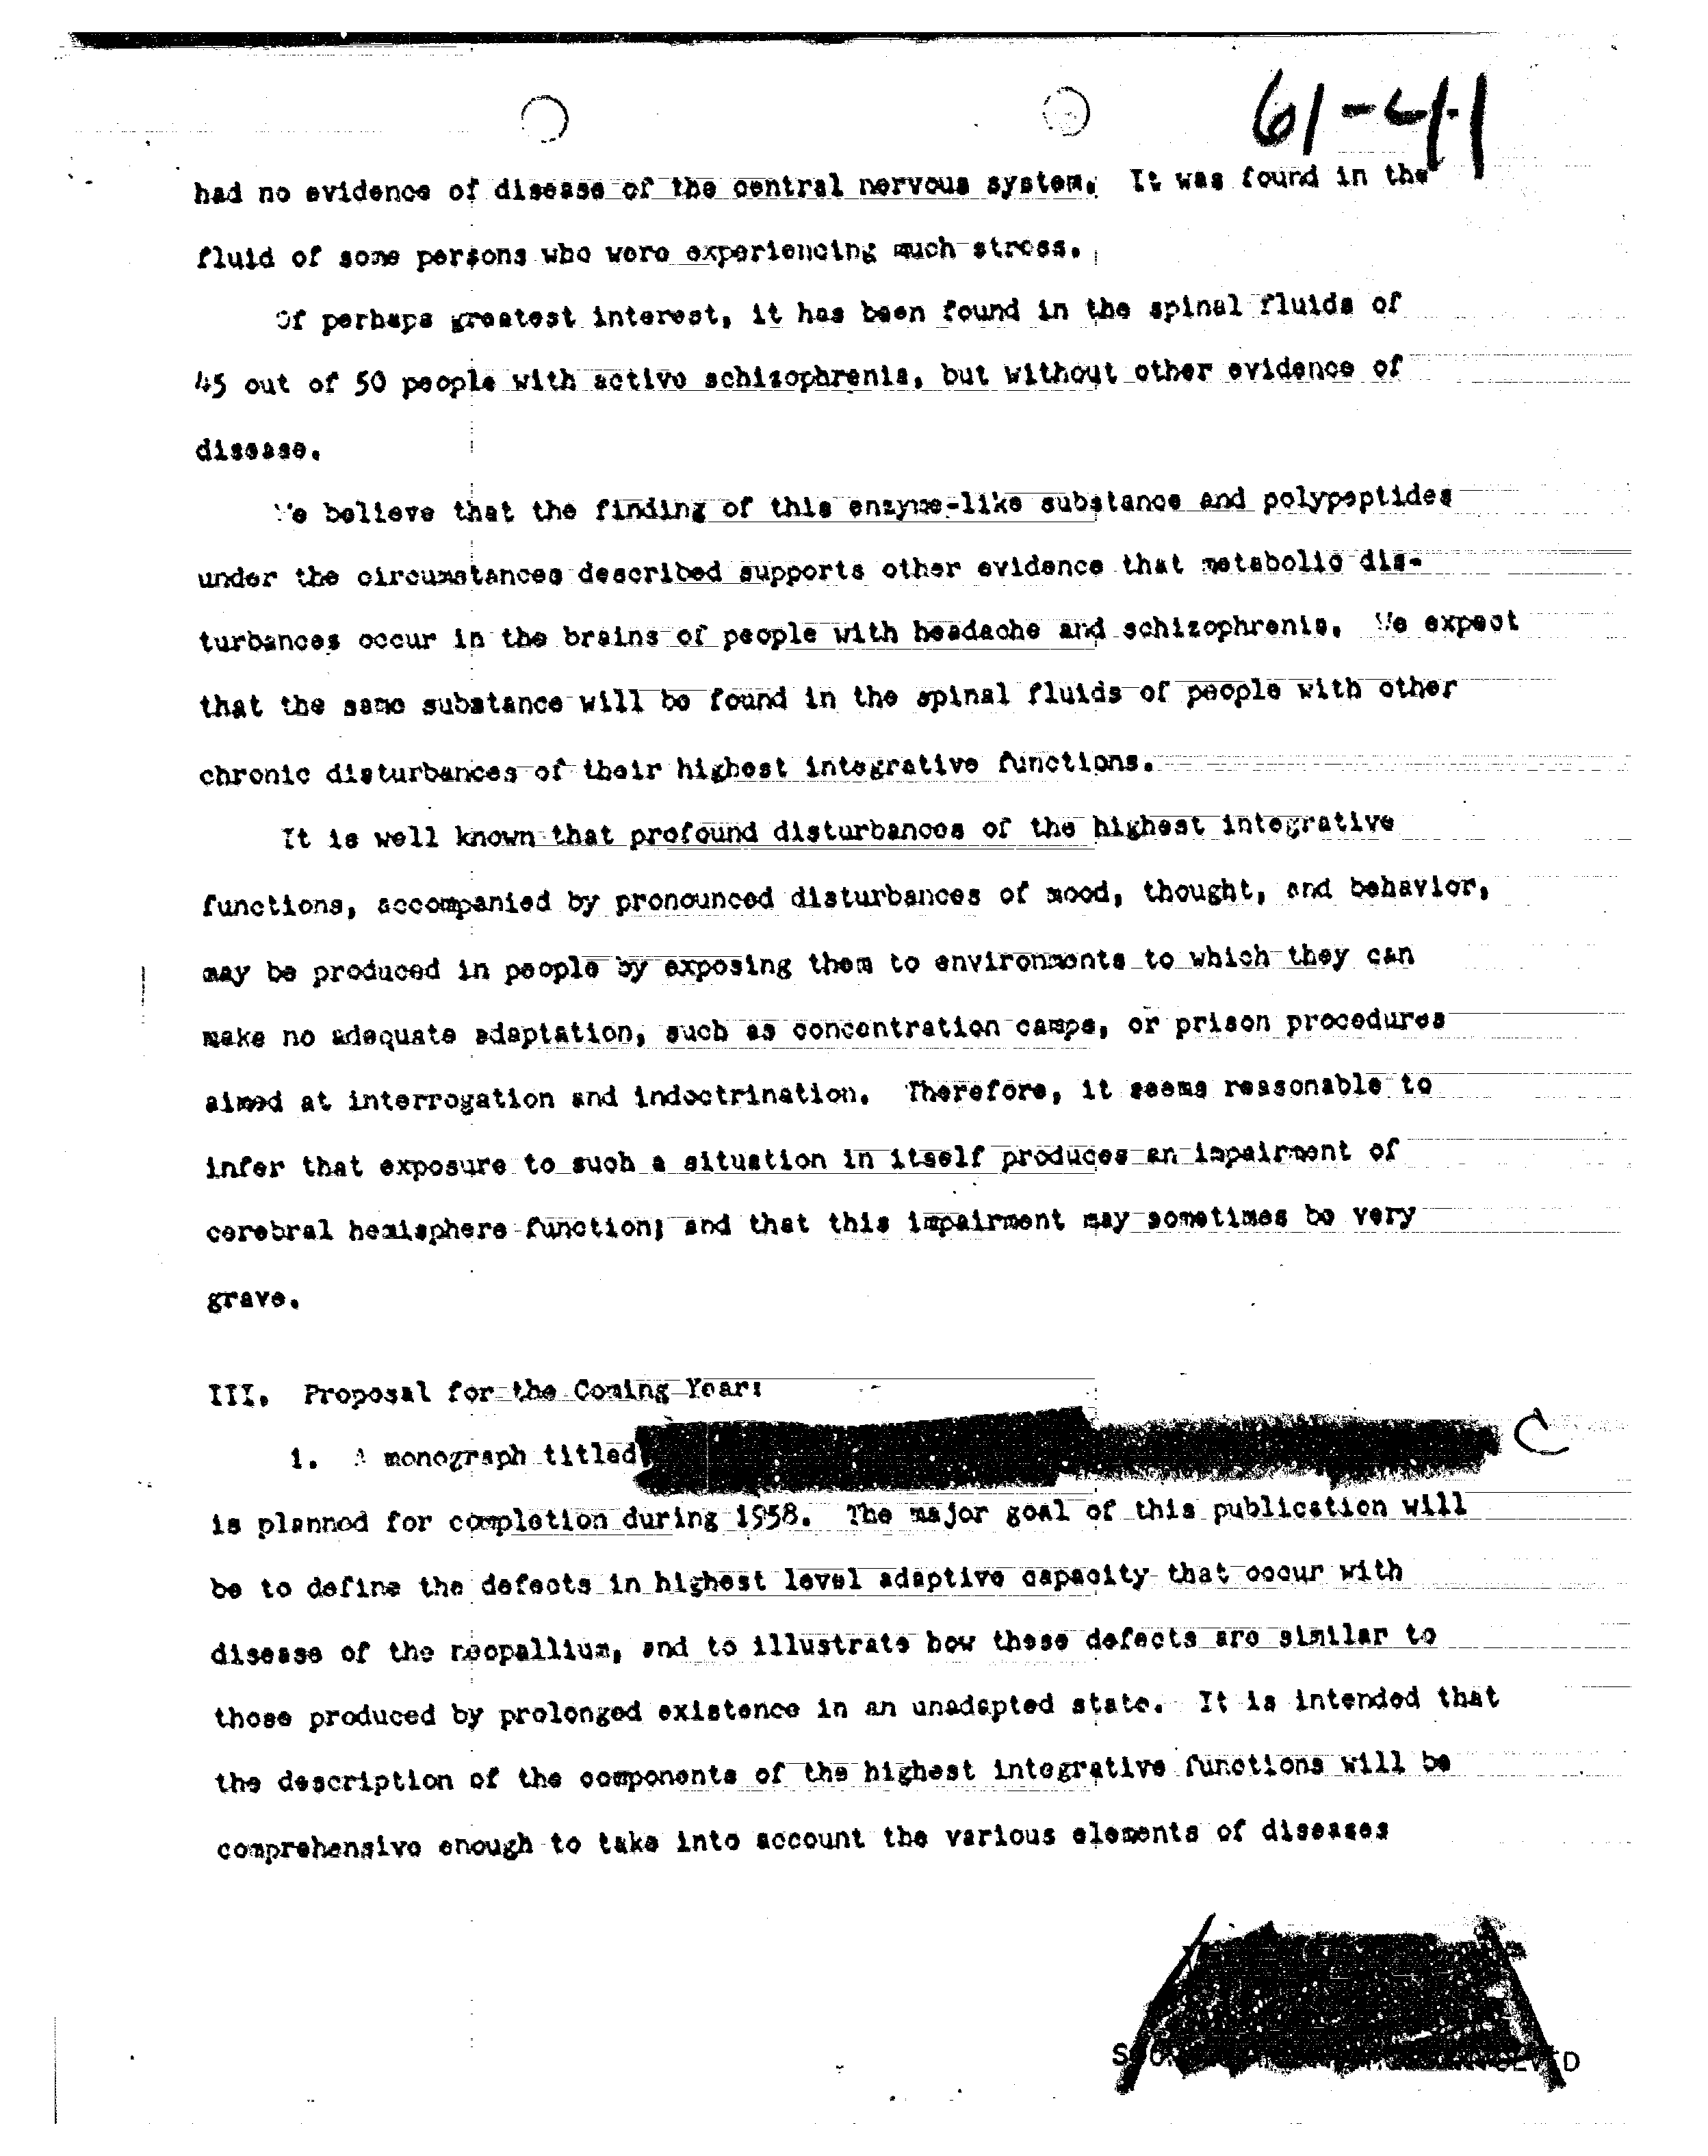 61-41
had no evidence of disease of the central nervous system. It was found in the
fluid of some persons who were experiencing much stress.
Of perhaps greatest interest, it has been found in the spinal fluids of
45 out of 50 people with active schizophrenia, but without other evidence of
disease.
We believe that the finding of this enzyme-like substance and polypeptides
under the circumstances described supports other evidence that metabolic dis-
turbances occur in the brains of people with headache and schizophrenia. We expect
that the same substance will be found in the spinal fluids of people with other
chronic disturbances of their highest integrative functions.
It is well known that profound disturbances of the highest integrative
functions, accompanied by pronounced disturbances of mood, thought, and behavior,
may be produced in people by exposing them to environments to which they can
make no adequate adaptation, such as concentration camps, or prison procedures
aimed at interrogation and indoctrination. Therefore, it seems reasonable to
infer that exposure to such a situation in itself produces an impairment of
cerebral hemisphere function; and that this impairment may sometimes be very
grave.
III. Proposal for the Coming Year:
1. A monograph titled
C
is planned for completion during 1958. The major goal of this publication will
be to define the defects in highest level adaptive capacity that occur with
disease of the neopallium, and to illustrate how these defects are similar to
those produced by prolonged existence in an unadapted state. It is intended that
the description of the components of the highest integrative functions will be
comprehensive enough to take into account the various elements of diseases